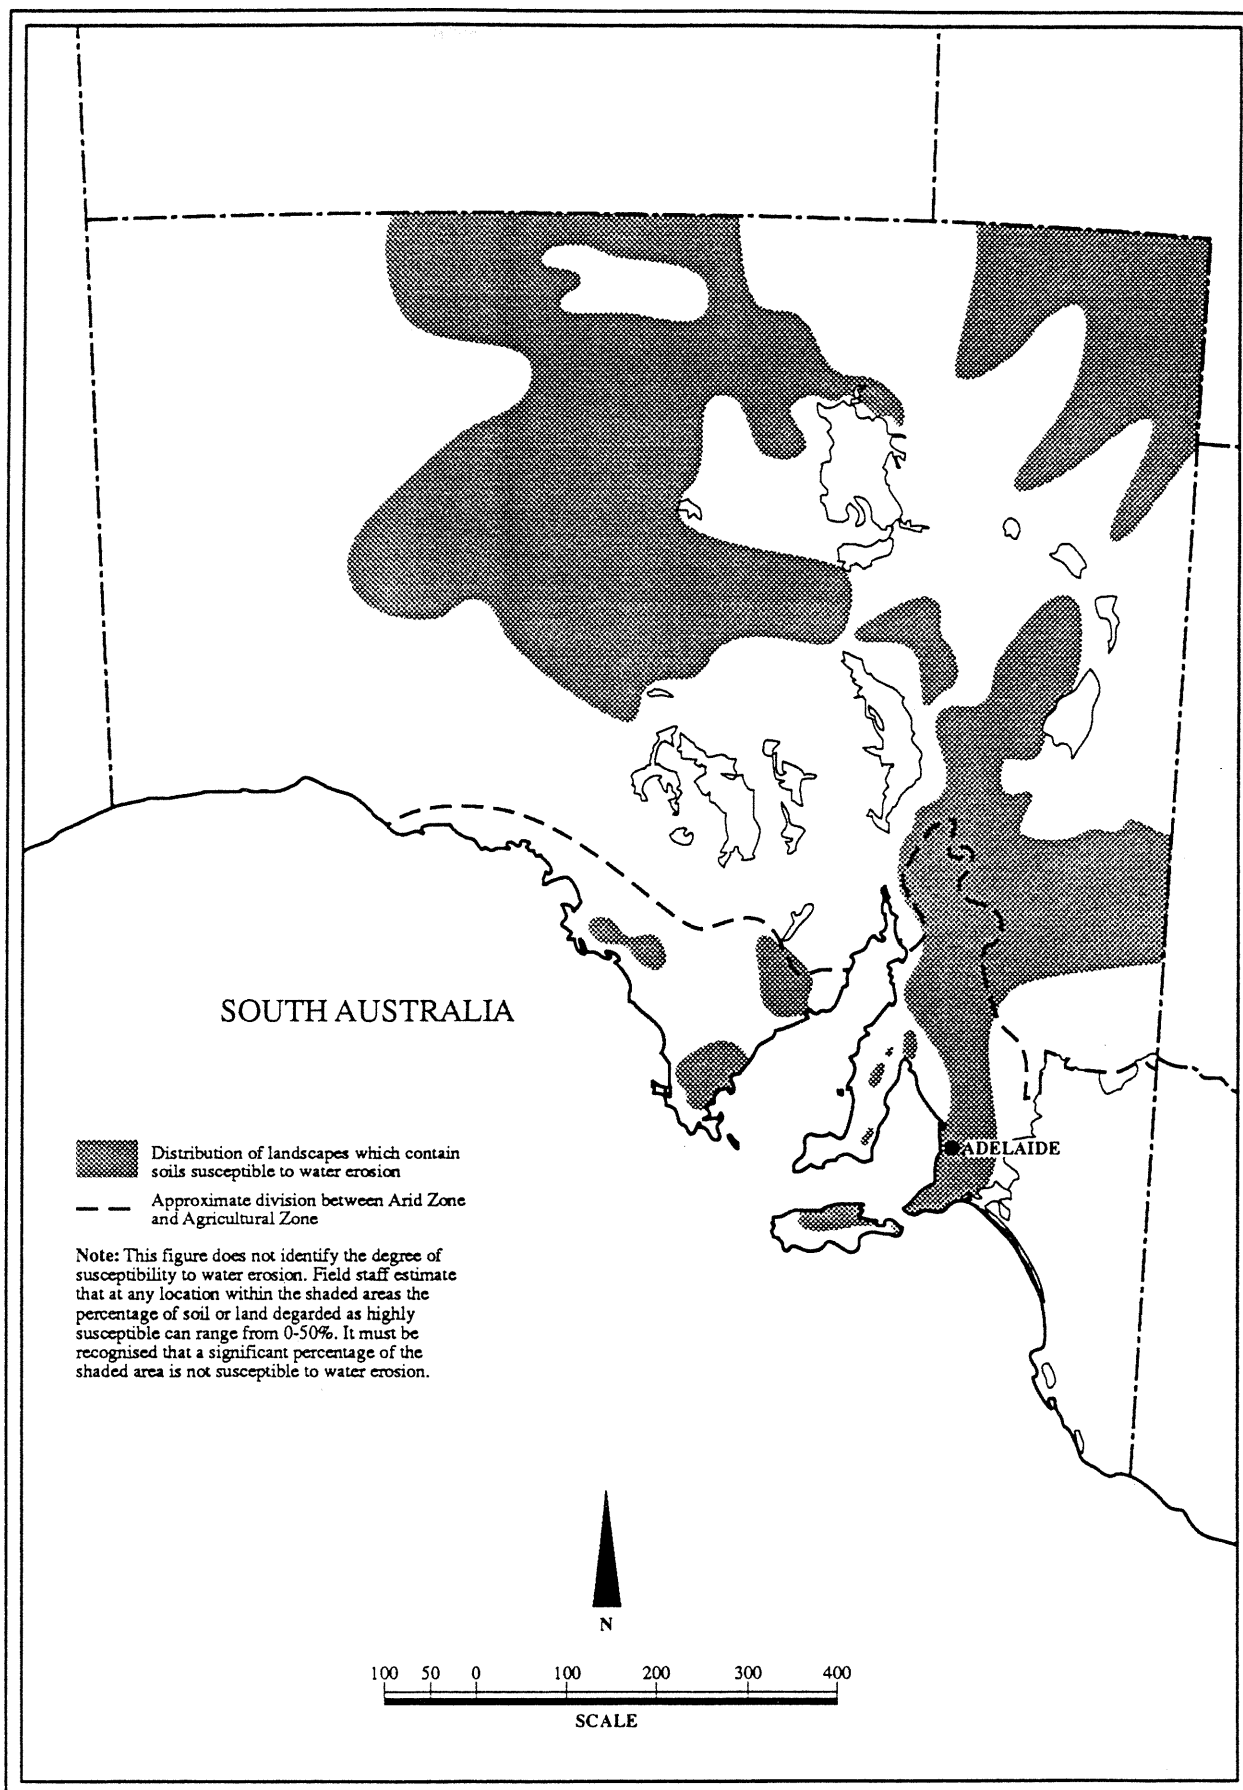 SOUTH AUSTRALIA
Distribution of landscapes which contain
soils susceptible to water erosion
Approximate division between Arid Zone
and Agricultural Zone
Note: This figure does not identify the degree of
susceptibility to water erosion. Field staff estimate
that at any location within the shaded areas the
percentage of soil or land degarded as highly
susceptible can range from 0-50%. It must be
recognised that a significant percentage of the
shaded area is not susceptible to water erosion.
ADELAIDE
N
100 50 0 100 200 300 400
SCALE